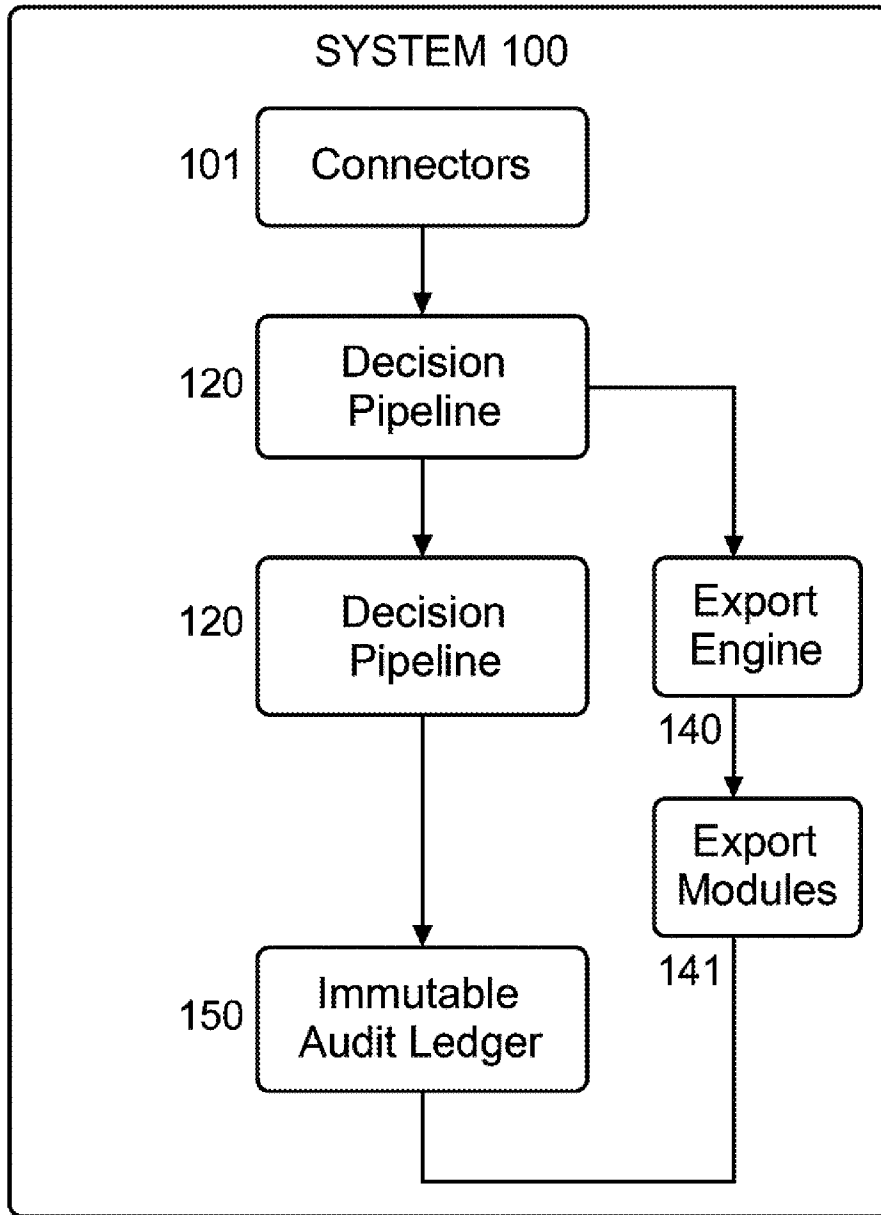 SYSTEM 100
101
Connectors
120
Decision
Pipeline
120
Decision
Pipeline
Export
Engine
140
Export
Modules
141
150
Immutable
Audit Ledger